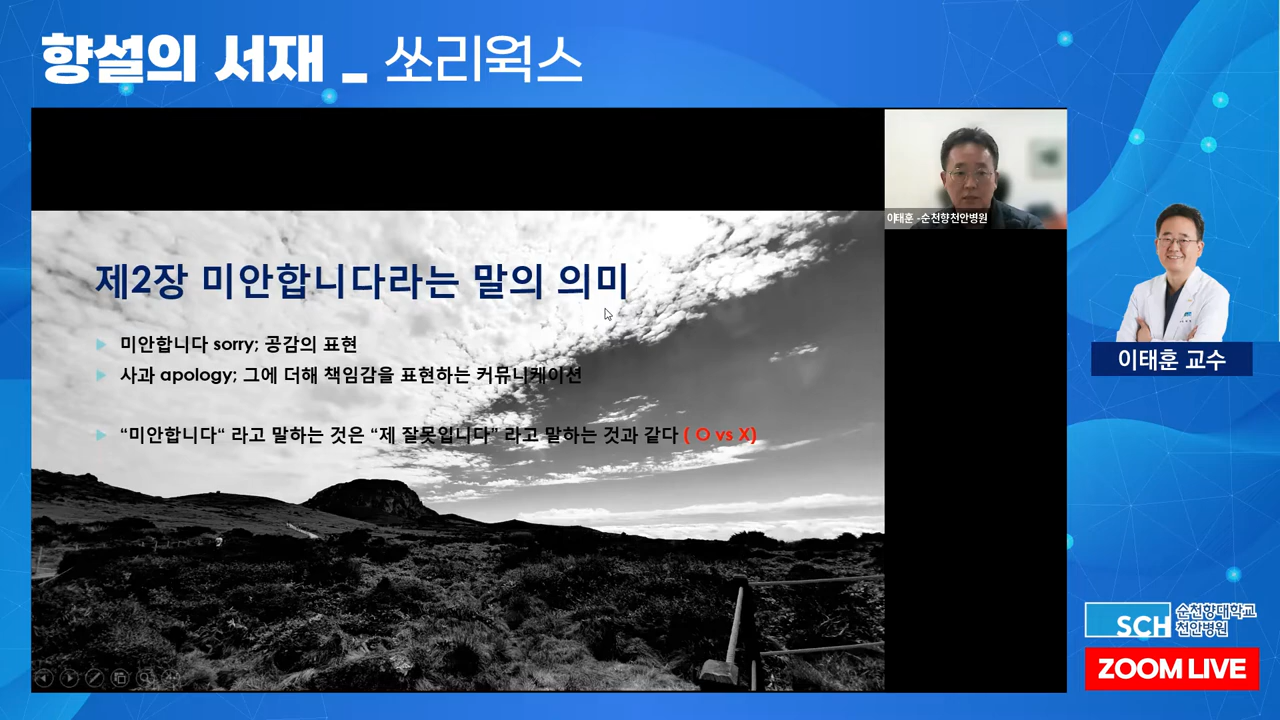 향설의 서재 _ 쏘리웍스
이태훈 -순천향천안병원
제2장 미안합니다라는 말의 의미
미안합니다 sorry; 공감의 표현
사과 apology; 그에 더해 책임감을 표현하는 커뮤니케이션
“미안합니다“ 라고 말하는 것은 “제 잘못입니다” 라고 말하는 것과 같다 ( O vs X)
이태훈 교수
SCH 순천향대학교
천안병원
ZOOM LIVE